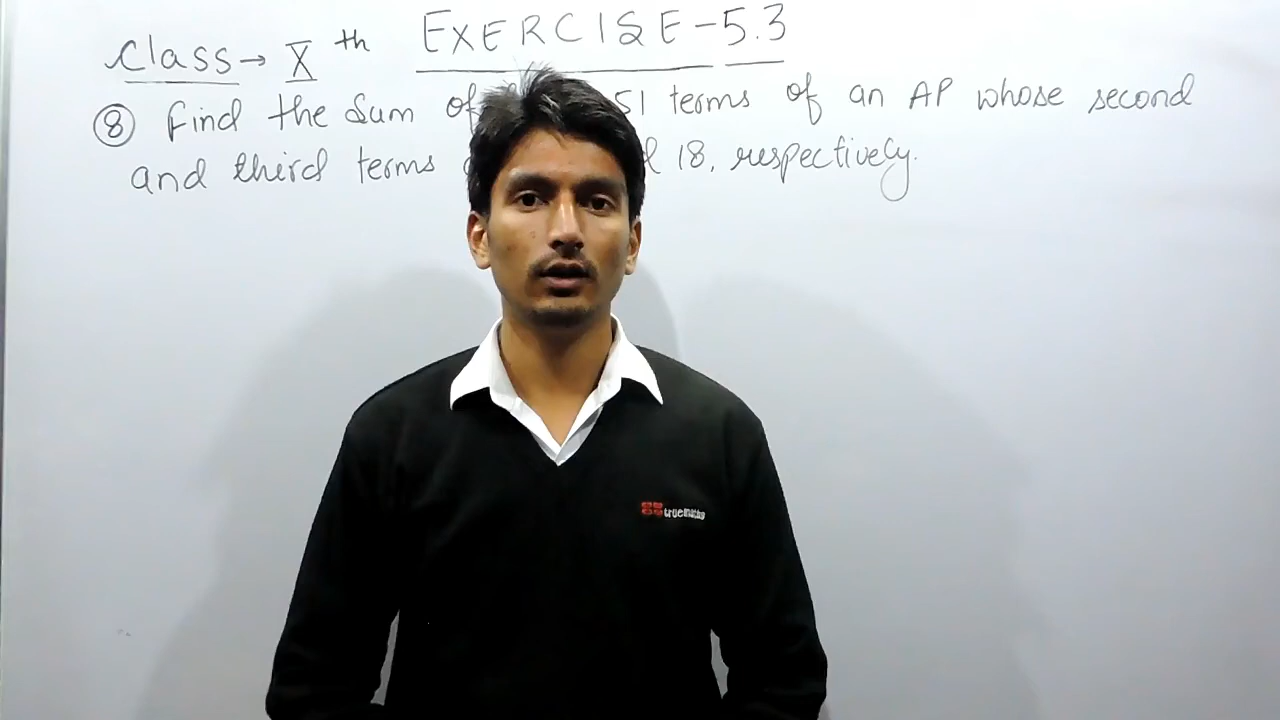 Class → X th EXERCISE-5.3
⑧ Find the Sum of 51 terms of an AP whose second
and third terms 18, respectively.
truemaths